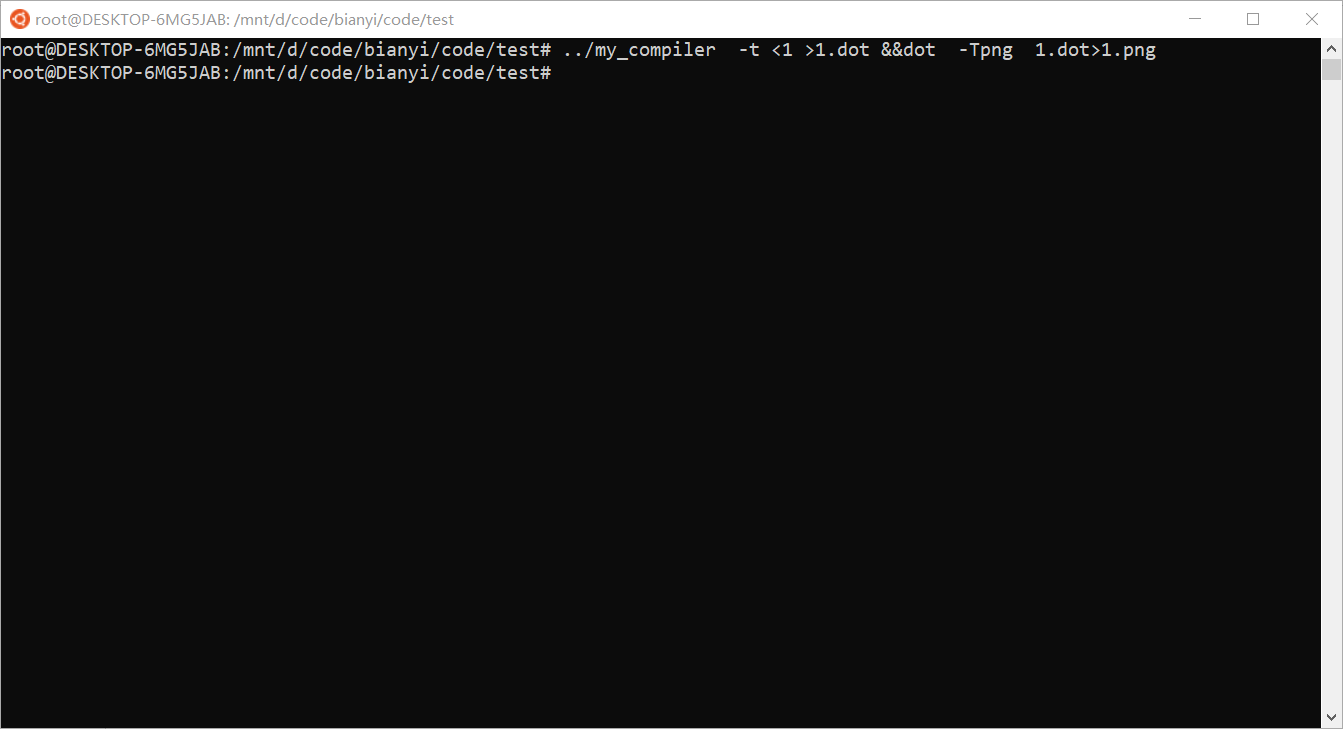 root@DESKTOP-6MG5JAB: /mnt/d/code/bianyi/code/test
root@DESKTOP-6MG5JAB:/mnt/d/code/bianyi/code/test# ../my_compiler  -t <1 >1.dot &&dot  -Tpng  1.dot>1.png
root@DESKTOP-6MG5JAB:/mnt/d/code/bianyi/code/test#